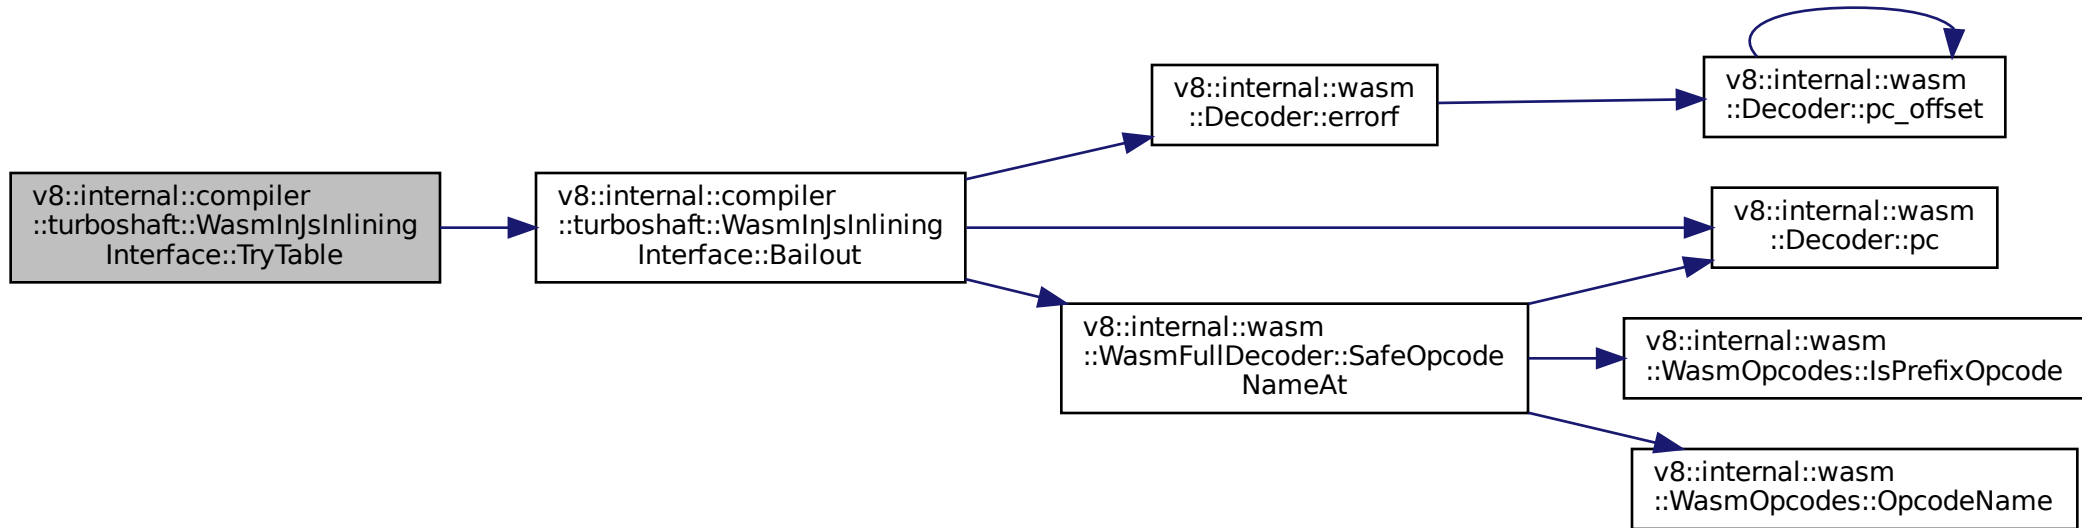 v8::internal::compiler
::turboshaft::WasmInJsInlining
Interface::TryTable
v8::internal::compiler
::turboshaft::WasmInJsInlining
Interface::Bailout
v8::internal::wasm
::Decoder::errorf
v8::internal::wasm
::Decoder::pc_offset
v8::internal::wasm
::Decoder::pc
v8::internal::wasm
::WasmFullDecoder::SafeOpcode
NameAt
v8::internal::wasm
::WasmOpcodes::IsPrefixOpcode
v8::internal::wasm
::WasmOpcodes::OpcodeName